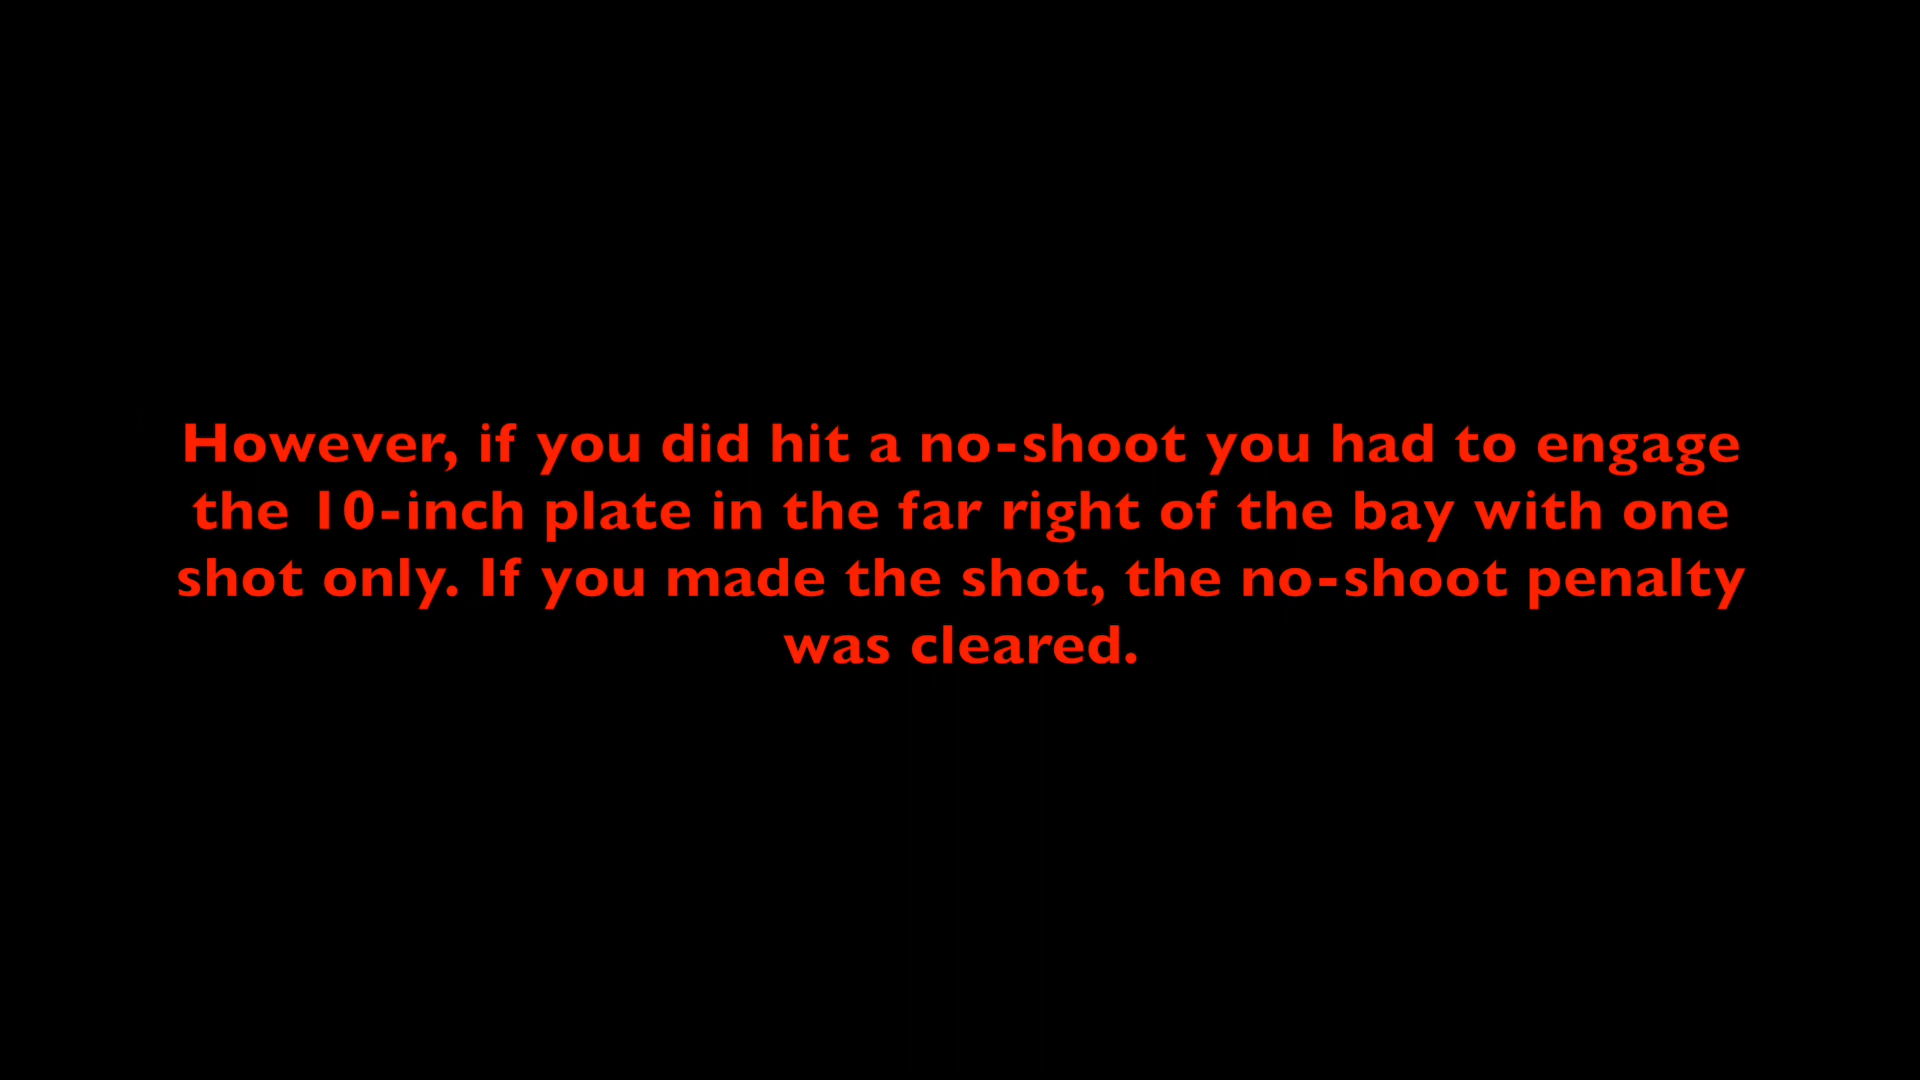 However, if you did hit a no-shoot you had to engage
the 10-inch plate in the far right of the bay with one
shot only. If you made the shot, the no-shoot penalty
was cleared.